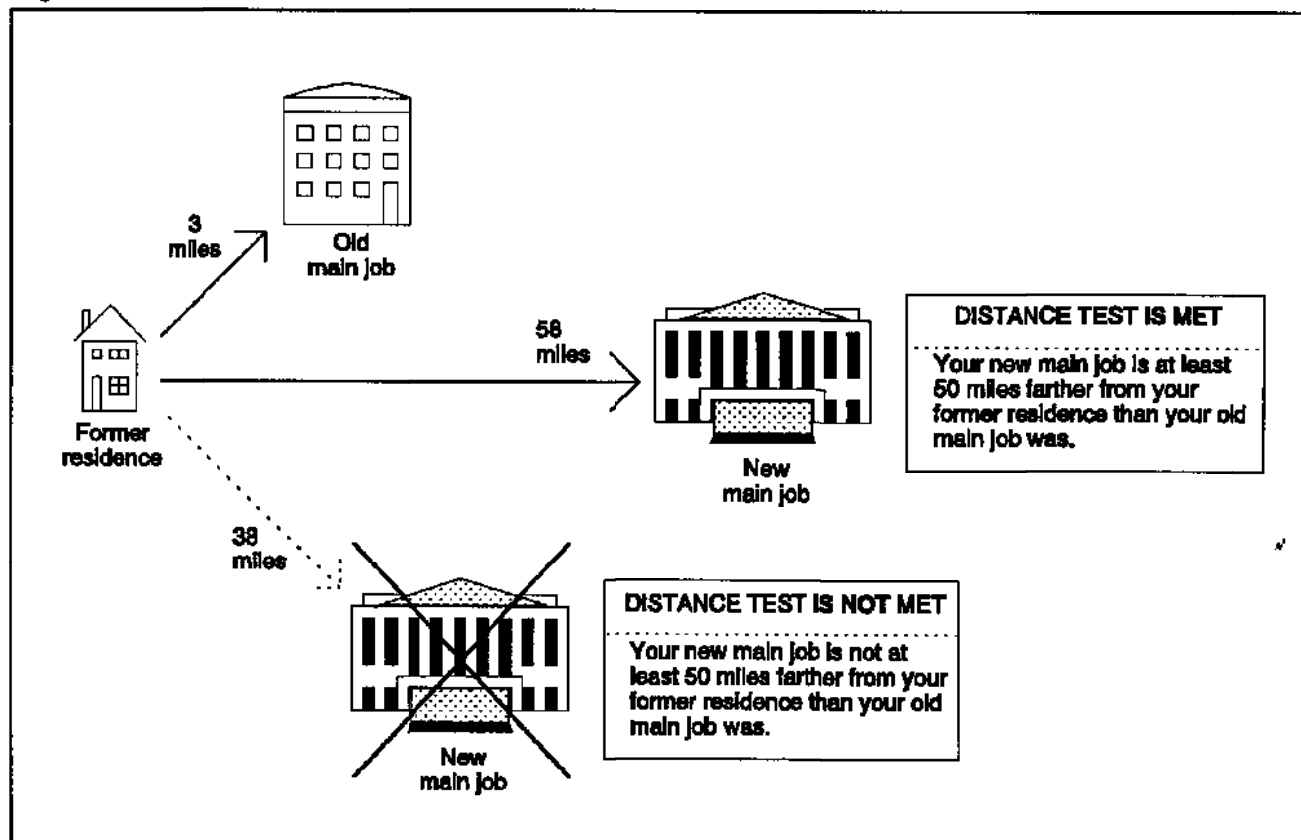 3
miles
Old
main job
58
miles
DISTANCE TEST IS MET
Your new main job is at least
50 miles farther from your
former residence than your old
main job was.
Former
residence
New
main job
38
miles
DISTANCE TEST IS NOT MET
Your new main job is not at
least 50 miles farther from your
former residence than your old
main job was.
New
main job